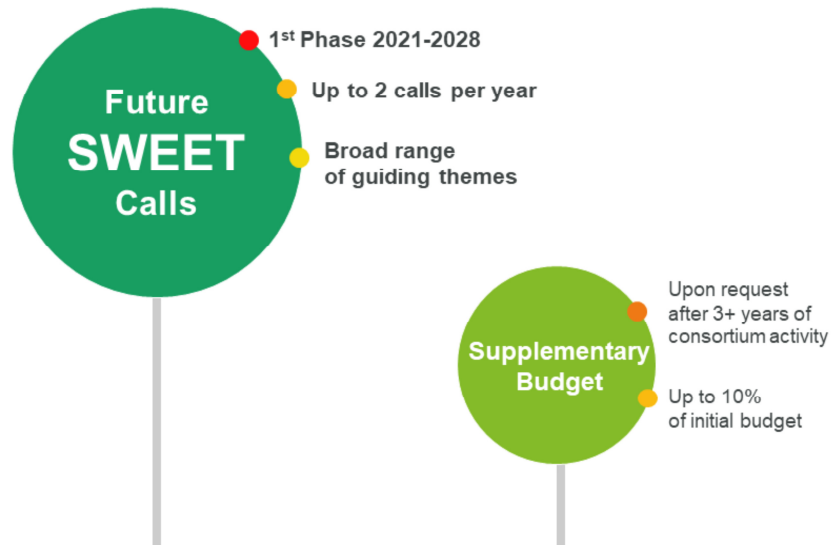 Future
SWEET
Calls
1st Phase 2021-2028
Up to 2 calls per year
Broad range
of guiding themes
Supplementary
Budget
Upon request
after 3+ years of
consortium activity
Up to 10%
of initial budget